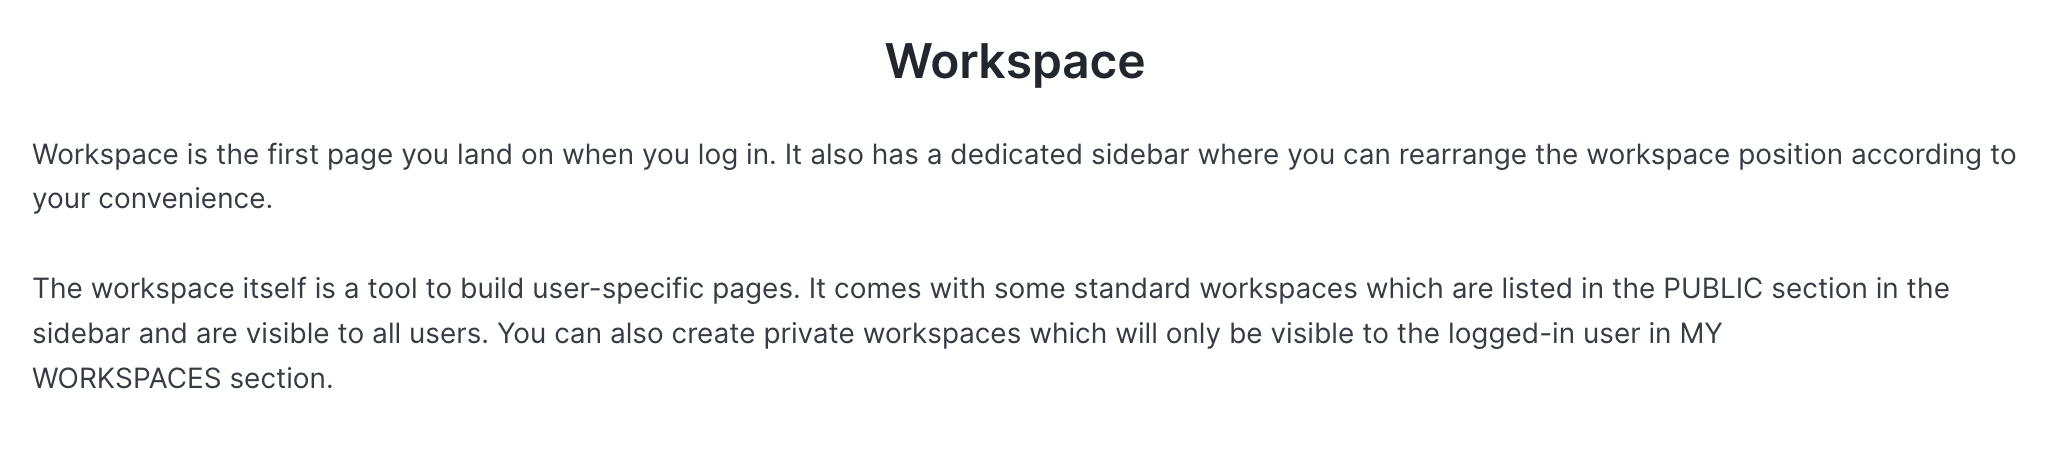 Workspace
Workspace is the first page you land on when you log in. It also has a dedicated sidebar where you can rearrange the workspace position according to
your convenience.
The workspace itself is a tool to build user-specific pages. It comes with some standard workspaces which are listed in the PUBLIC section in the
sidebar and are visible to all users. You can also create private workspaces which will only be visible to the logged-in user in MY
WORKSPACES section.